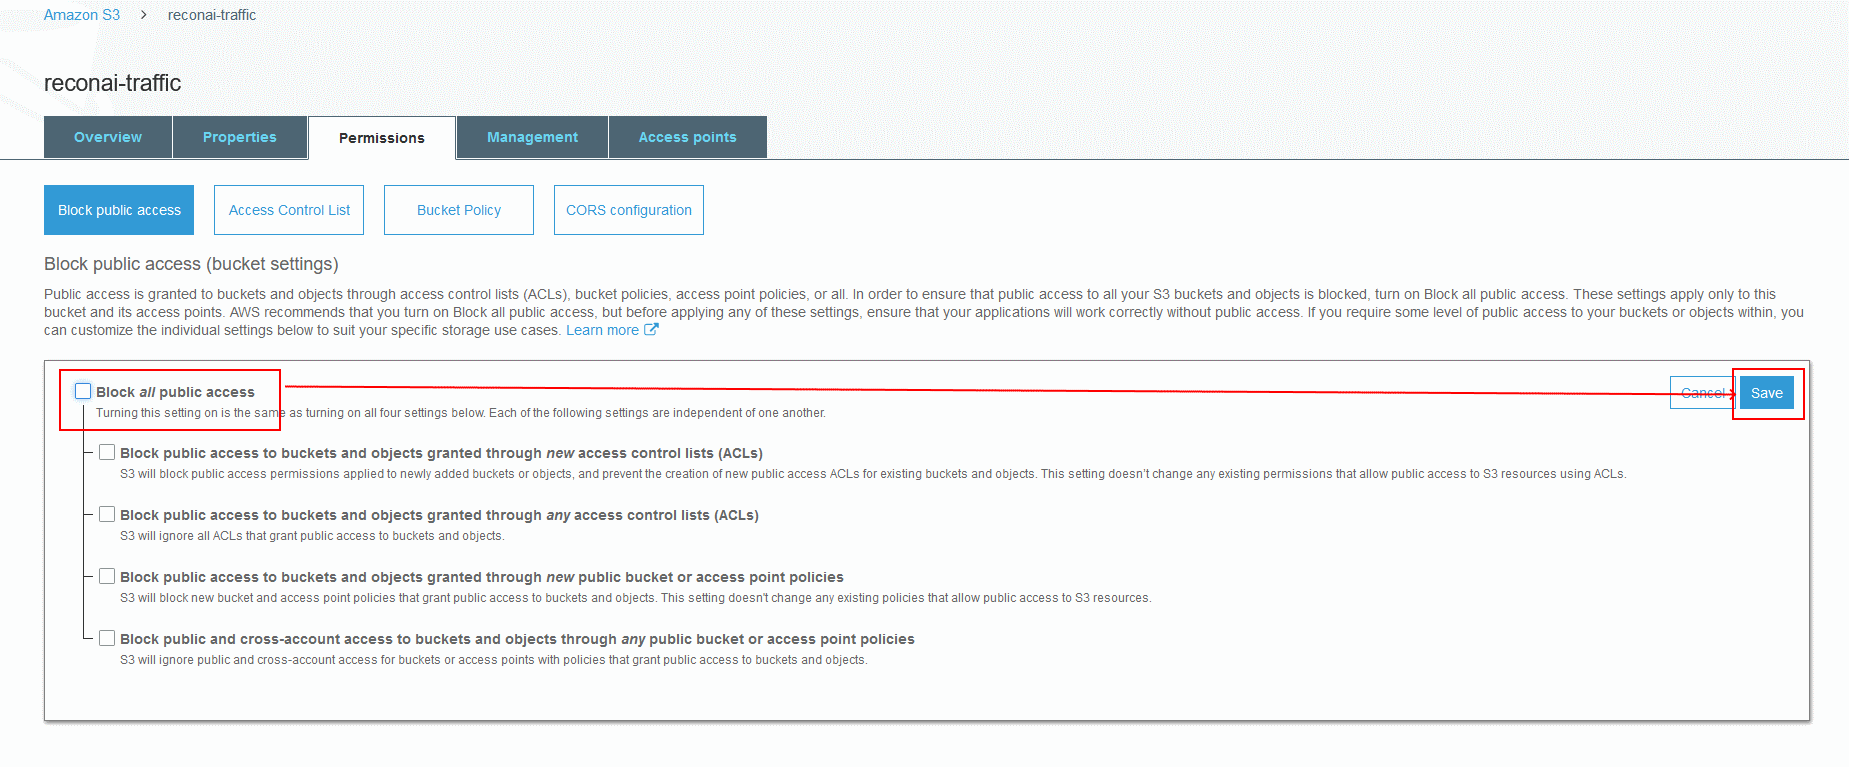 Amazon S3 > reconai-traffic
reconai-traffic
Overview Properties Permissions Management Access points
Block public access Access Control List Bucket Policy CORS configuration
Block public access (bucket settings)
Public access is granted to buckets and objects through access control lists (ACLs), bucket policies, access point policies, or all. In order to ensure that public access to all your S3 buckets and objects is blocked, turn on Block all public access. These settings apply only to this
bucket and its access points. AWS recommends that you turn on Block all public access, but before applying any of these settings, ensure that your applications will work correctly without public access. If you require some level of public access to your buckets or objects within, you
can customize the individual settings below to suit your specific storage use cases. Learn more
Block all public access Cancel Save
Turning this setting on is the same as turning on all four settings below. Each of the following settings are independent of one another.
Block public access to buckets and objects granted through new access control lists (ACLs)
S3 will block public access permissions applied to newly added buckets or objects, and prevent the creation of new public access ACLs for existing buckets and objects. This setting doesn't change any existing permissions that allow public access to S3 resources using ACLs.
Block public access to buckets and objects granted through any access control lists (ACLs)
S3 will ignore all ACLs that grant public access to buckets and objects.
Block public access to buckets and objects granted through new public bucket or access point policies
S3 will block new bucket and access point policies that grant public access to buckets and objects. This setting doesn't change any existing policies that allow public access to S3 resources.
Block public and cross-account access to buckets and objects through any public bucket or access point policies
S3 will ignore public and cross-account access for buckets or access points with policies that grant public access to buckets and objects.